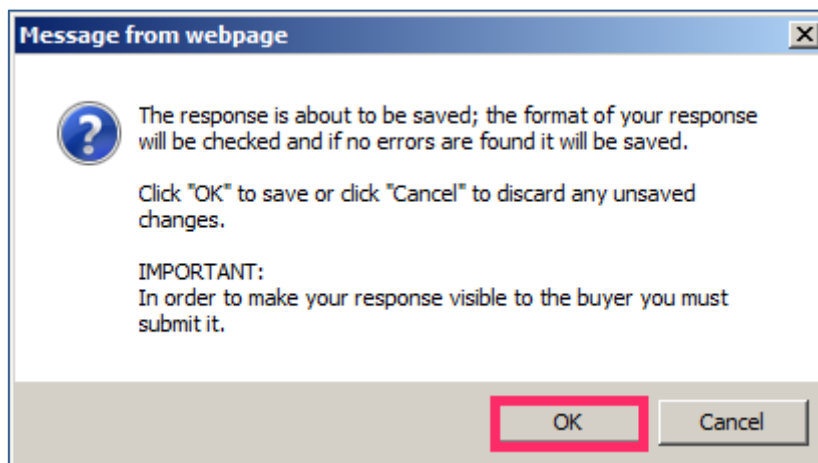 Message from webpage
The response is about to be saved; the format of your response
will be checked and if no errors are found it will be saved.
Click "OK" to save or click "Cancel" to discard any unsaved
changes.
IMPORTANT:
In order to make your response visible to the buyer you must
submit it.
OK
Cancel